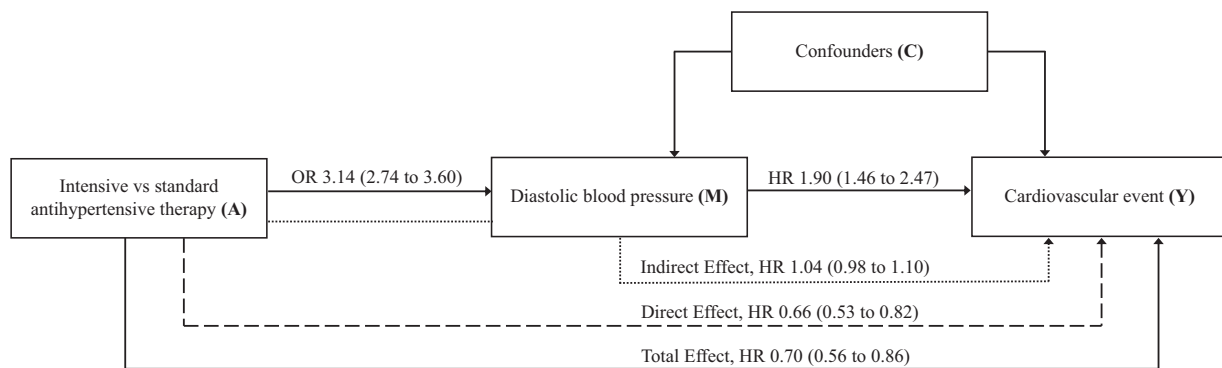 Confounders (C)
OR 3.14 (2.74 to 3.60)
HR 1.90 (1.46 to 2.47)
Intensive vs standard
antihypertensive therapy (A)
Diastolic blood pressure (M)
Cardiovascular event (Y)
Indirect Effect, HR 1.04 (0.98 to 1.10)
Direct Effect, HR 0.66 (0.53 to 0.82)
Total Effect, HR 0.70 (0.56 to 0.86)